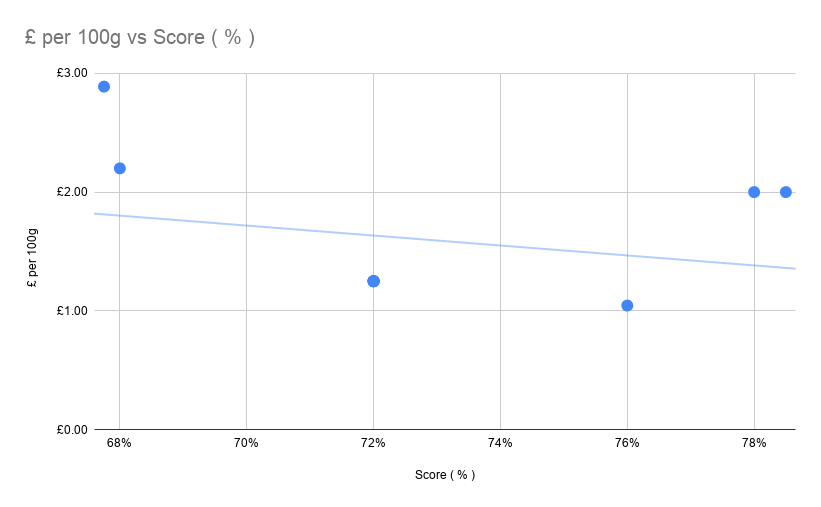 £ per 100g vs Score ( % )
£3.00
£2.00
£ per 100g
£1.00
£0.00
68% 70% 72% 74% 76% 78%
Score ( % )